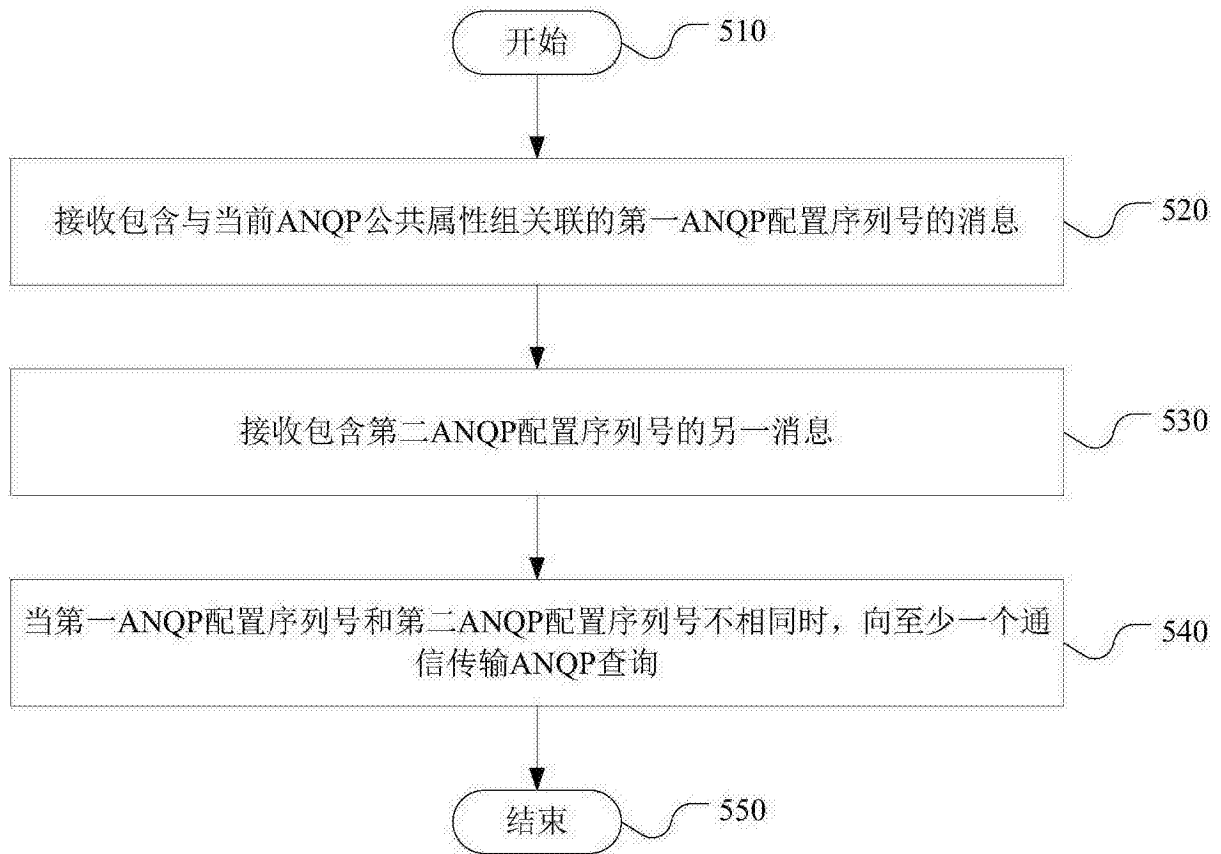 开始
510
接收包含与当前ANQP公共属性组关联的第一ANQP配置序列号的消息
520
接收包含第二ANQP配置序列号的另一消息
530
当第一ANQP配置序列号和第二ANQP配置序列号不相同时，向至少一个通
信传输ANQP查询
540
结束
550